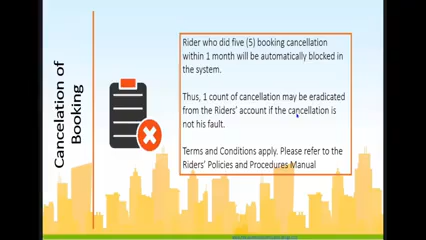 Cancelation of
Booking
Rider who did five (5) booking cancellation
within 1 month will be automatically blocked in
the system.
Thus, 1 count of cancellation may be eradicated
from the Riders' account if the cancellation is
not his fault.
Terms and Conditions apply. Please refer to the
Riders' Policies and Procedures Manual